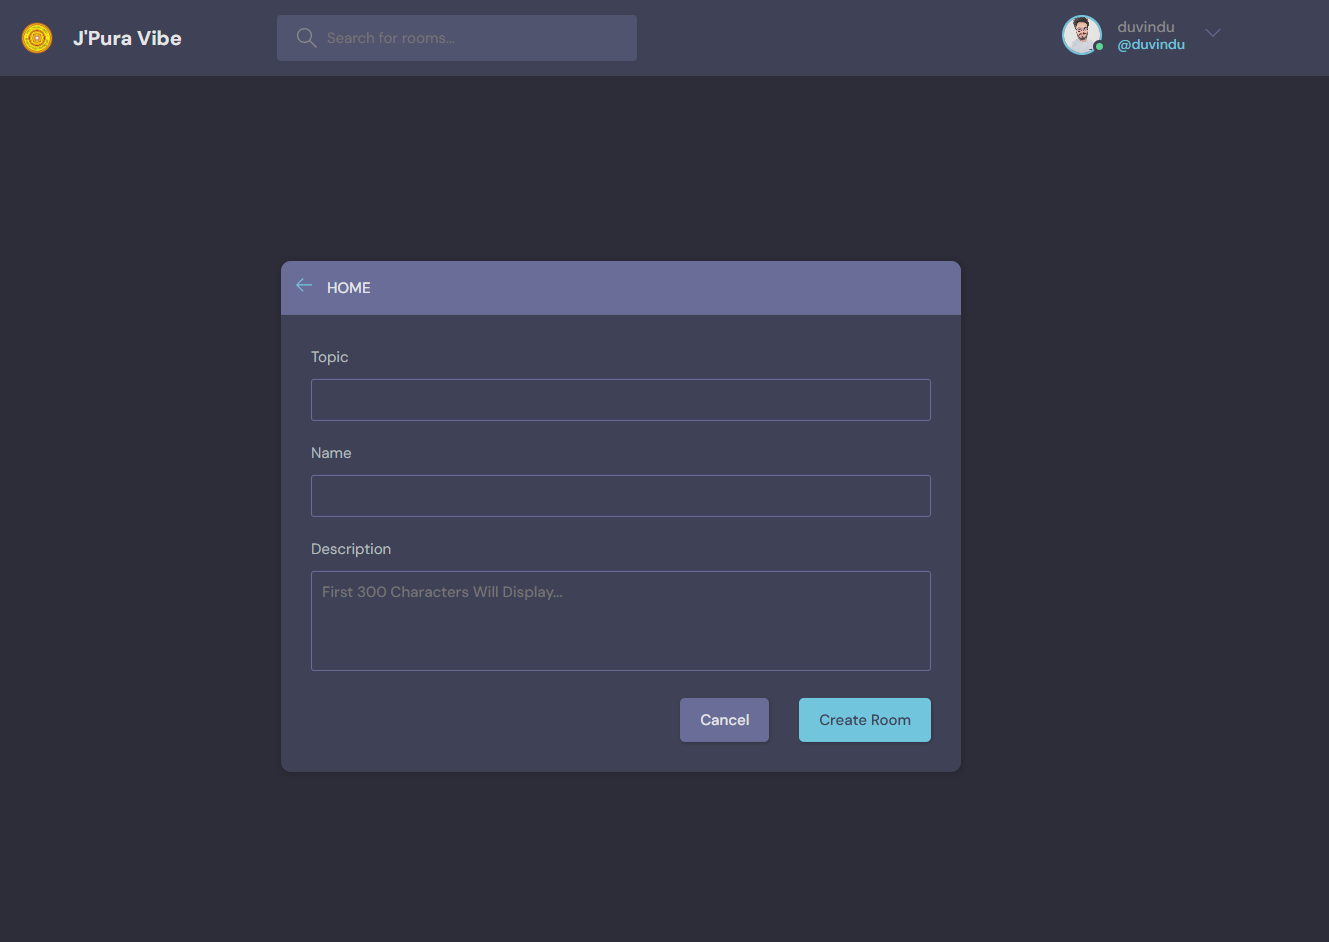 J'Pura Vibe
Search for rooms...
duvindu
@duvindu
HOME
Topic
Name
Description
First 300 Characters Will Display...
Cancel
Create Room